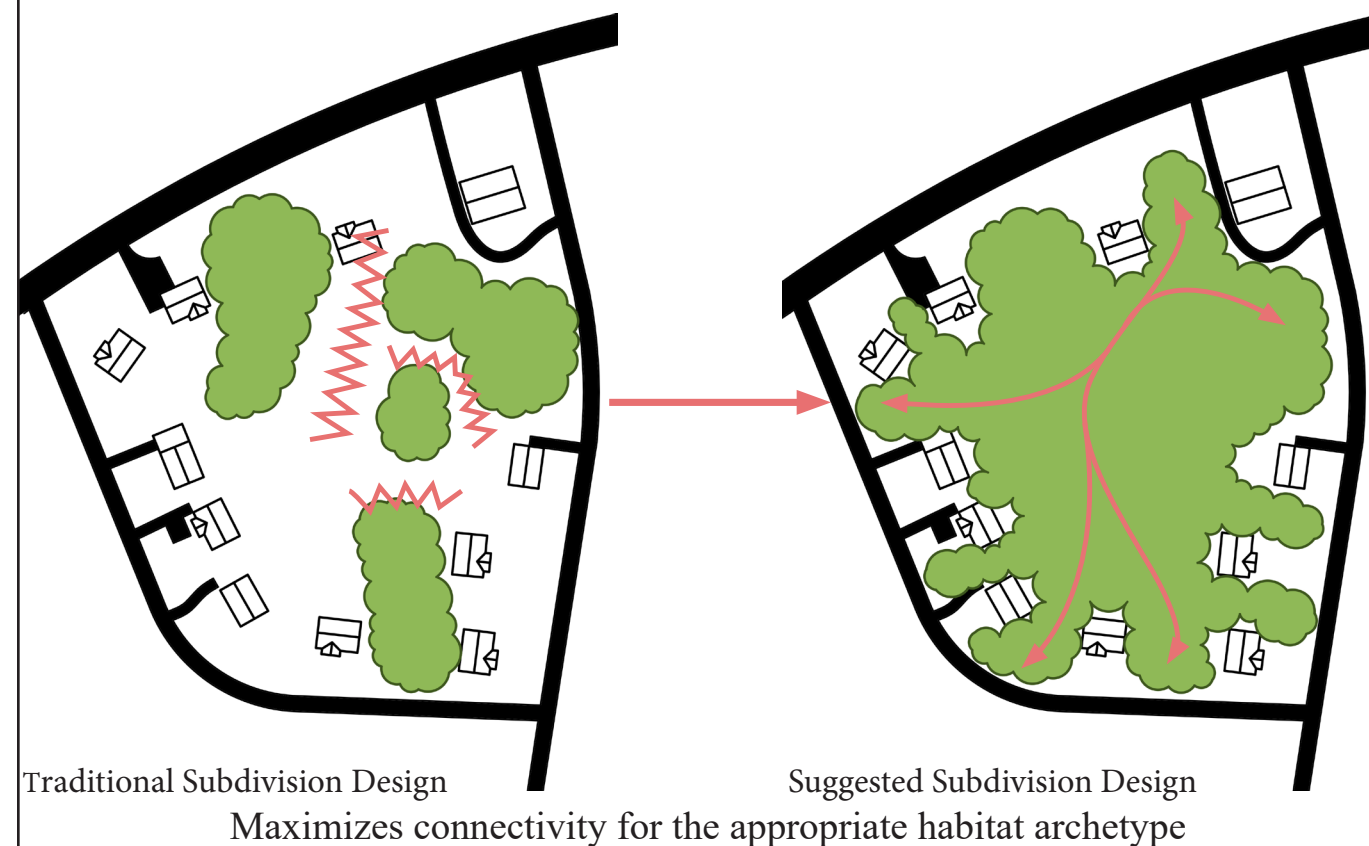 Traditional Subdivision Design
Suggested Subdivision Design
Maximizes connectivity for the appropriate habitat archetype